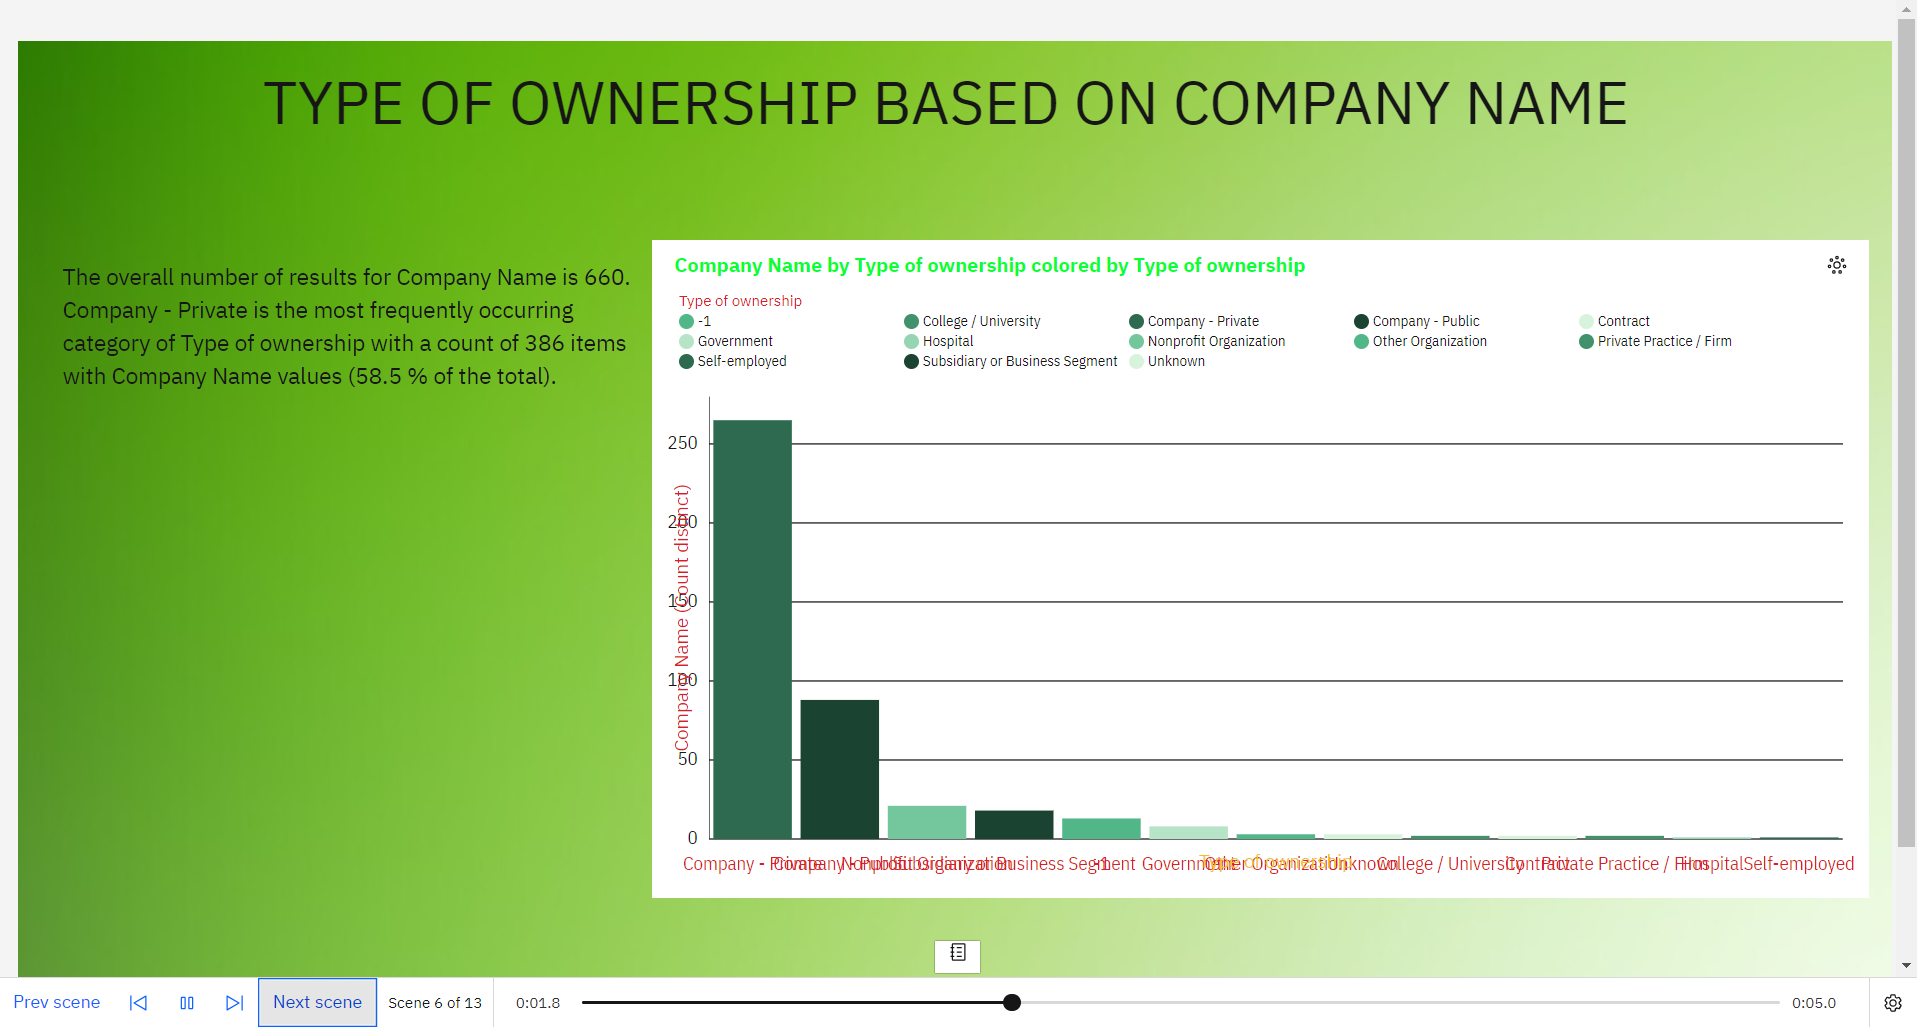 TYPE OF OWNERSHIP BASED ON COMPANY NAME
The overall number of results for Company Name is 660.
Company - Private is the most frequently occurring
category of Type of ownership with a count of 386 items
with Company Name values (58.5 % of the total).
Company Name by Type of ownership colored by Type of ownership
Type of ownership
-1
College / University
Company - Private
Company - Public
Contract
Government
Hospital
Nonprofit Organization
Other Organization
Private Practice / Firm
Self-employed
Subsidiary or Business Segment
Unknown
Company Name (Count distinct)
250
200
150
100
50
0
Company - Private
Company - Public
Nonprofit Organization
Subsidiary or Business Segment
-1
Government
Other Organization
Unknown
College / University
Contract
Private Practice / Firm
Hospital
Self-employed
Type of ownership
Prev scene
Next scene
Scene 6 of 13
0:01.8
0:05.0